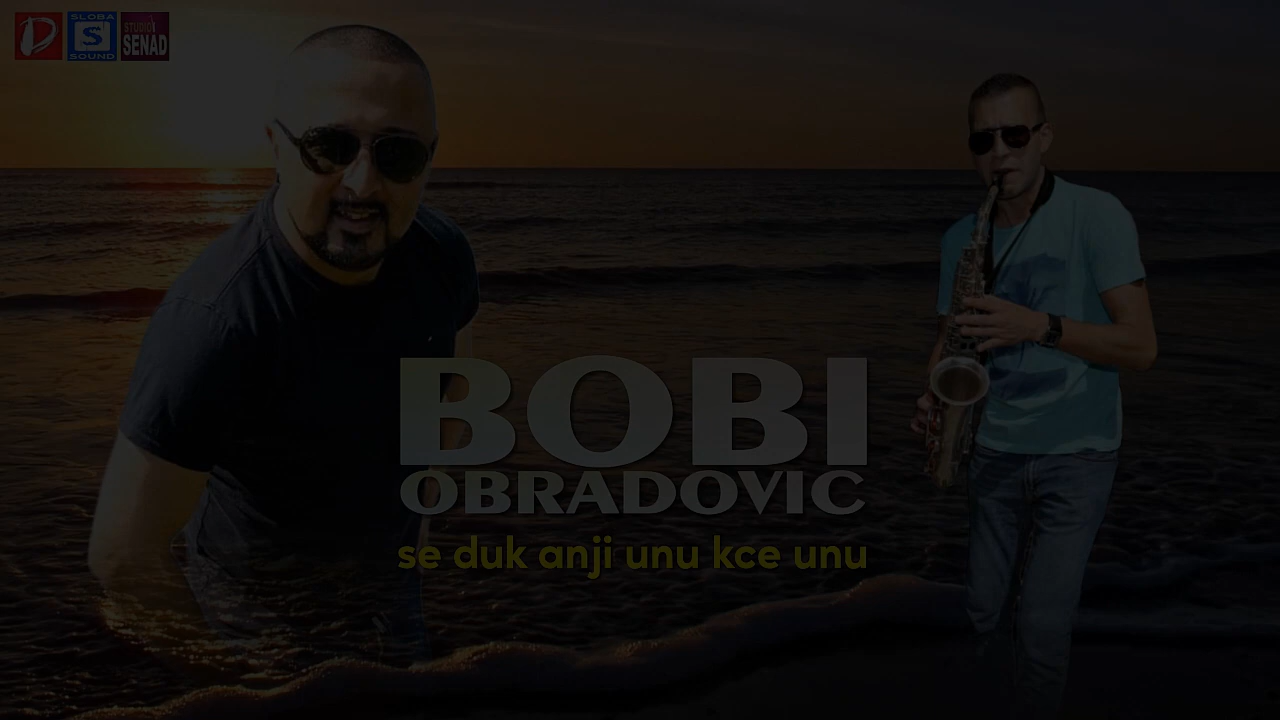 D
SLOBA
S
SOUND
STUDIO
SENAD
BOBI
OBRADOVIC
se duk anji unu kce unu